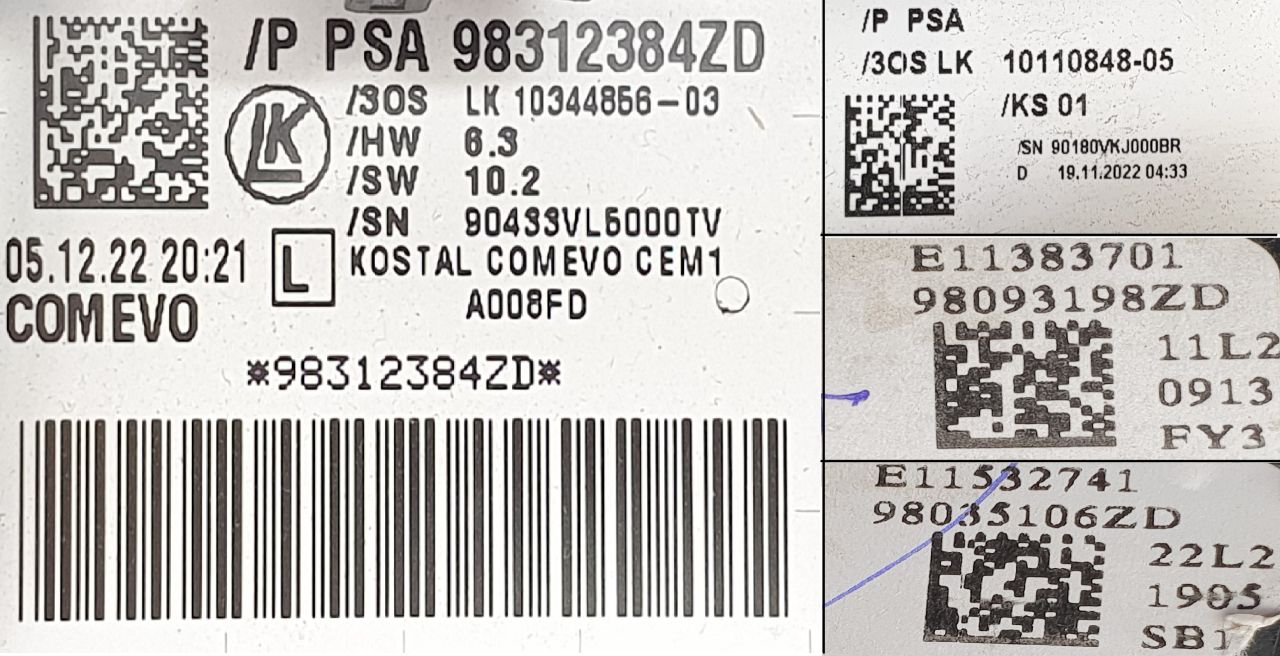 /P PSA 98312384ZD
LK
/3OS LK 10344856-03
/HW 6.3
/SW 10.2
/SN 90433VL5000TV
05.12.22 20:21
L
KOSTAL COMEVO CEM1
COMEVO
A008FD
*98312384ZD*
/P PSA
/3OS LK 10110848-05
/KS 01
/SN 90180VKJ000BR
D 19.11.2022 04:33
E11383701
98093198ZD
11L2
0913
FY3
E11532741
98035106ZD
22L2
1905
SB1